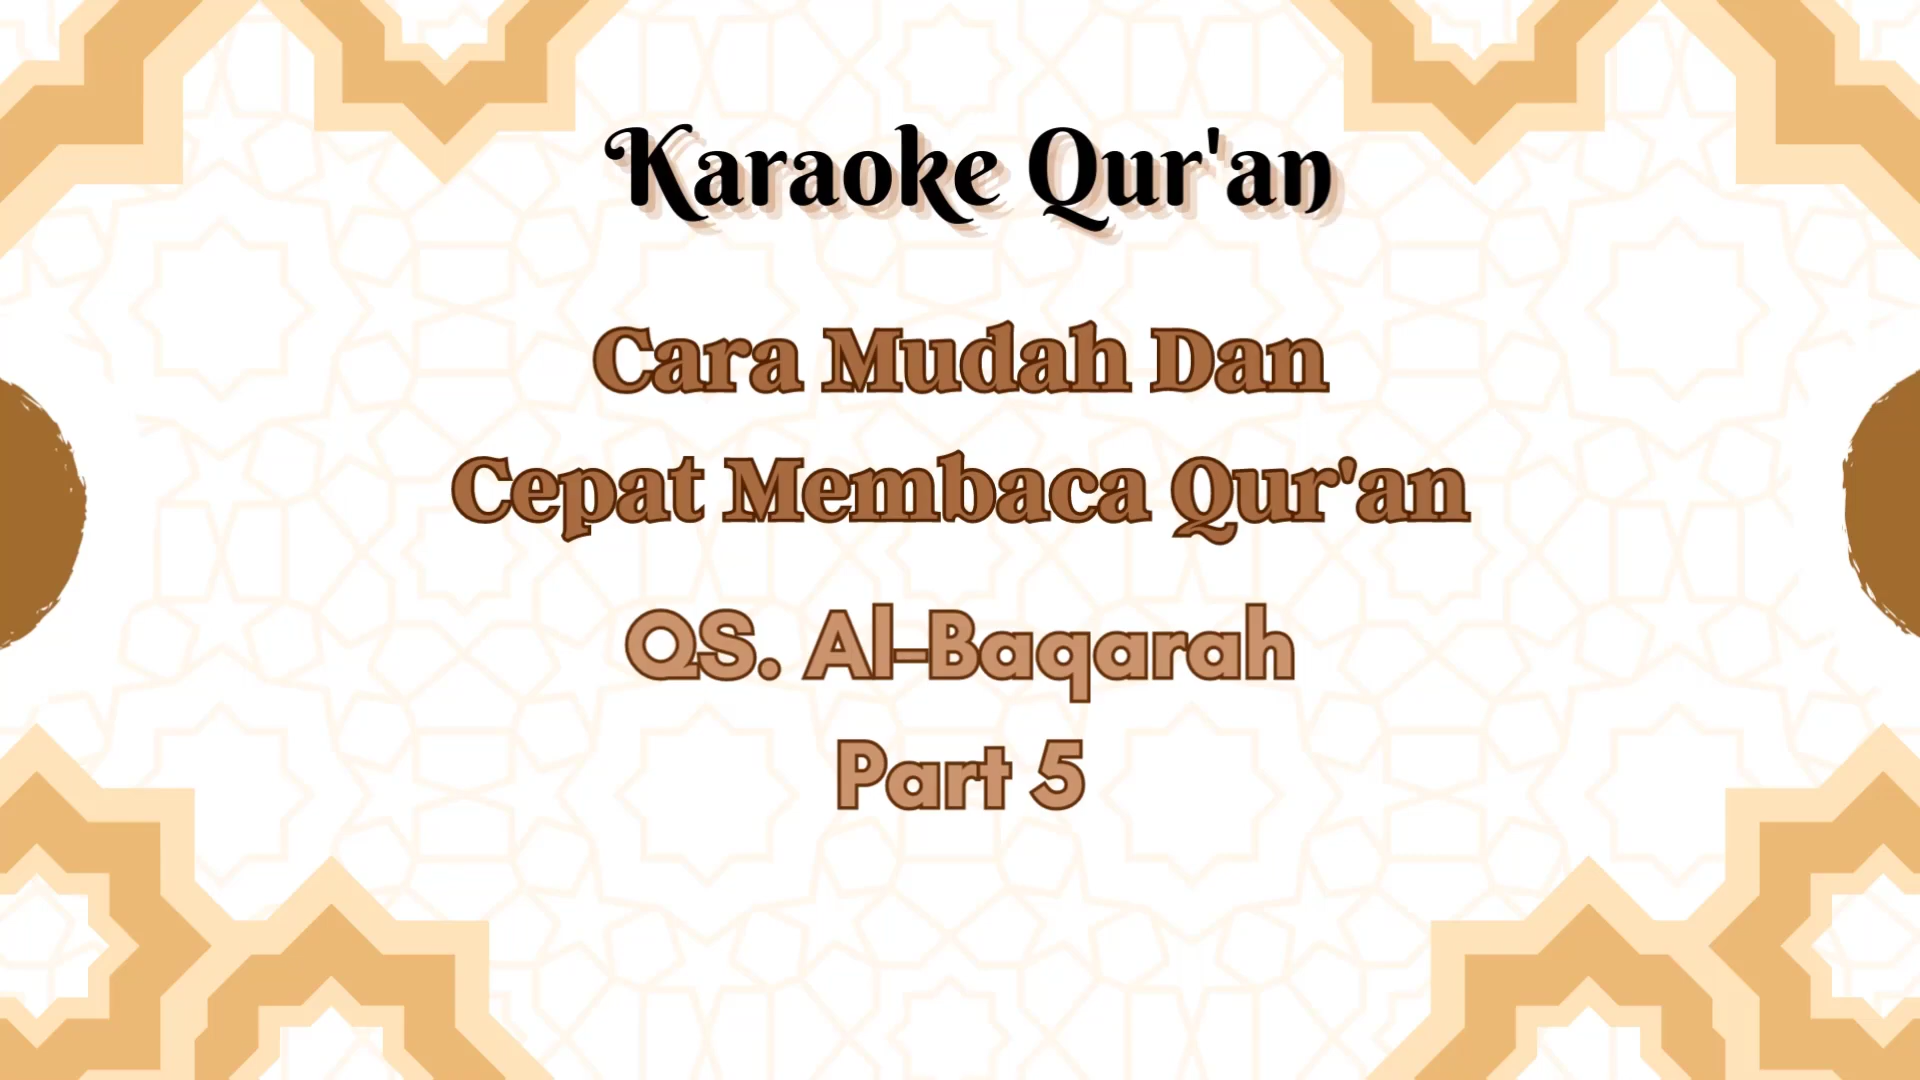 Karaoke Qur'an
Cara Mudah Dan
Cepat Membaca Qur'an
QS. Al-Baqarah
Part 5